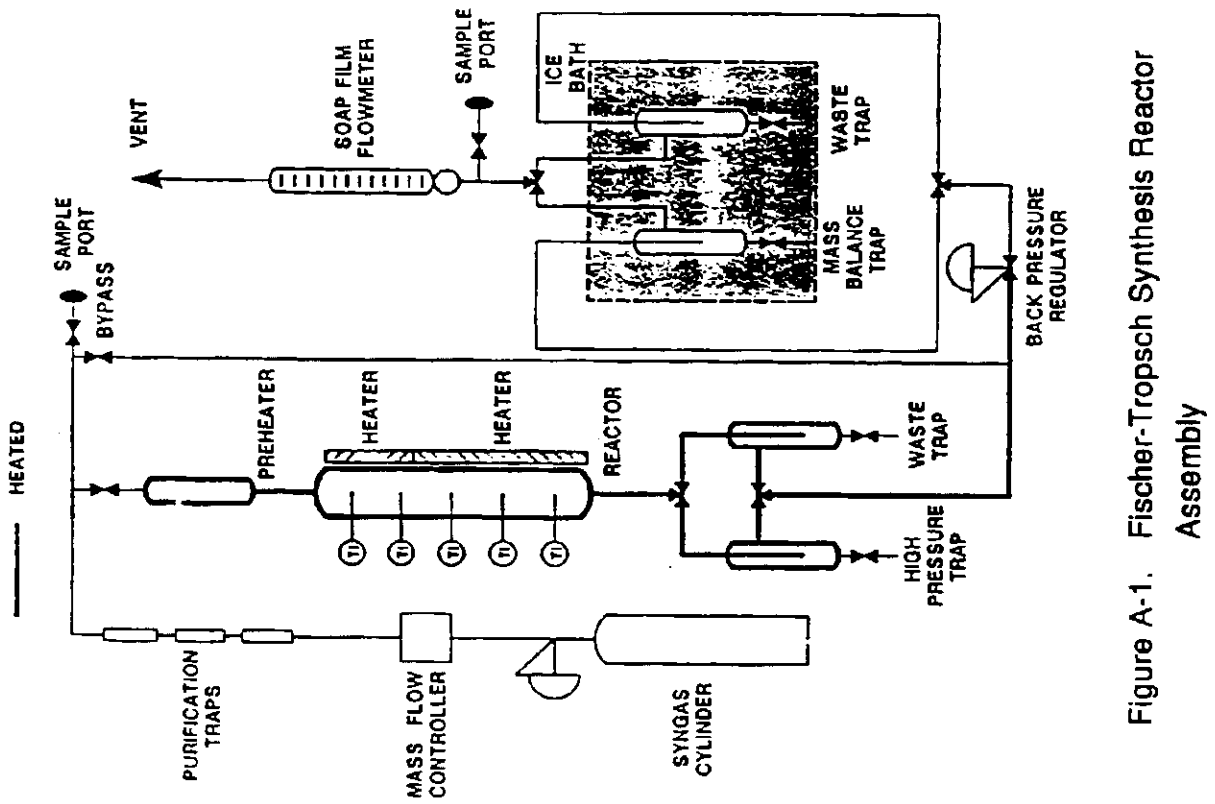 HEATED
PURIFICATION
TRAPS
MASS FLOW
CONTROLLER
SYNGAS
CYLINDER
PREHEATER
HEATER
HEATER
REACTOR
TI
TI
TI
TI
TI
HIGH
PRESSURE
TRAP
WASTE
TRAP
BYPASS
SAMPLE
PORT
VENT
SOAP FILM
FLOWMETER
SAMPLE
PORT
ICE
BATH
MASS
BALANCE
TRAP
WASTE
TRAP
BACK PRESSURE
REGULATOR
Figure A-1. Fischer-Tropsch Synthesis Reactor
Assembly